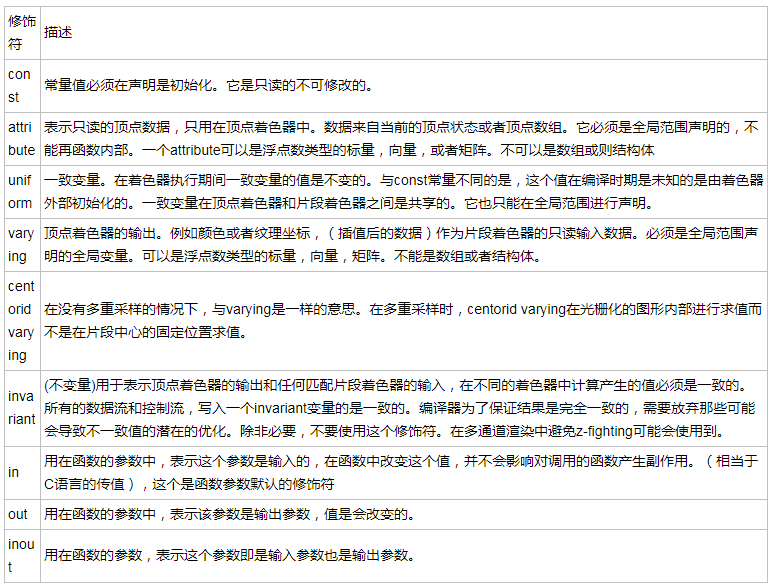 修饰
符
描述
con
st
常量值必须在声明是初始化。它是只读的不可修改的。
attri
bute
表示只读的顶点数据，只用在顶点着色器中。数据来自当前的顶点状态或者顶点数组。它必须是全局范围声明的，不
能再函数内部。一个attribute可以是浮点数类型的标量，向量，或者矩阵。不可以是数组或则结构体
unif
orm
一致变量。在着色器执行期间一致变量的值是不变的。与const常量不同的是，这个值在编译时期是未知的是由着色器
外部初始化的。一致变量在顶点着色器和片段着色器之间是共享的。它也只能在全局范围进行声明。
vary
ing
顶点着色器的输出。例如颜色或者纹理坐标，（插值后的数据）作为片段着色器的只读输入数据。必须是全局范围声
明的全局变量。可以是浮点数类型的标量，向量，矩阵。不能是数组或者结构体。
cent
orid
vary
ing
在没有多重采样的情况下，与varying是一样的意思。在多重采样时，centorid varying在光栅化的图形内部进行求值而
不是在片段中心的固定位置求值。
inva
riant
(不变量)用于表示顶点着色器的输出和任何匹配片段着色器的输入，在不同的着色器中计算产生的值必须是一致的。
所有的数据流和控制流，写入一个invariant变量的是一致的。编译器为了保证结果是完全一致的，需要放弃那些可能
会导致不一致值的潜在的优化。除非必要，不要使用这个修饰符。在多通道渲染中避免z-fighting可能会使用到。
in
用在函数的参数中，表示这个参数是输入的，在函数中改变这个值，并不会影响对调用的函数产生副作用。（相当于
C语言的传值），这个是函数参数默认的修饰符
out
用在函数的参数中，表示该参数是输出参数，值是会改变的。
inou
t
用在函数的参数，表示这个参数即是输入参数也是输出参数。